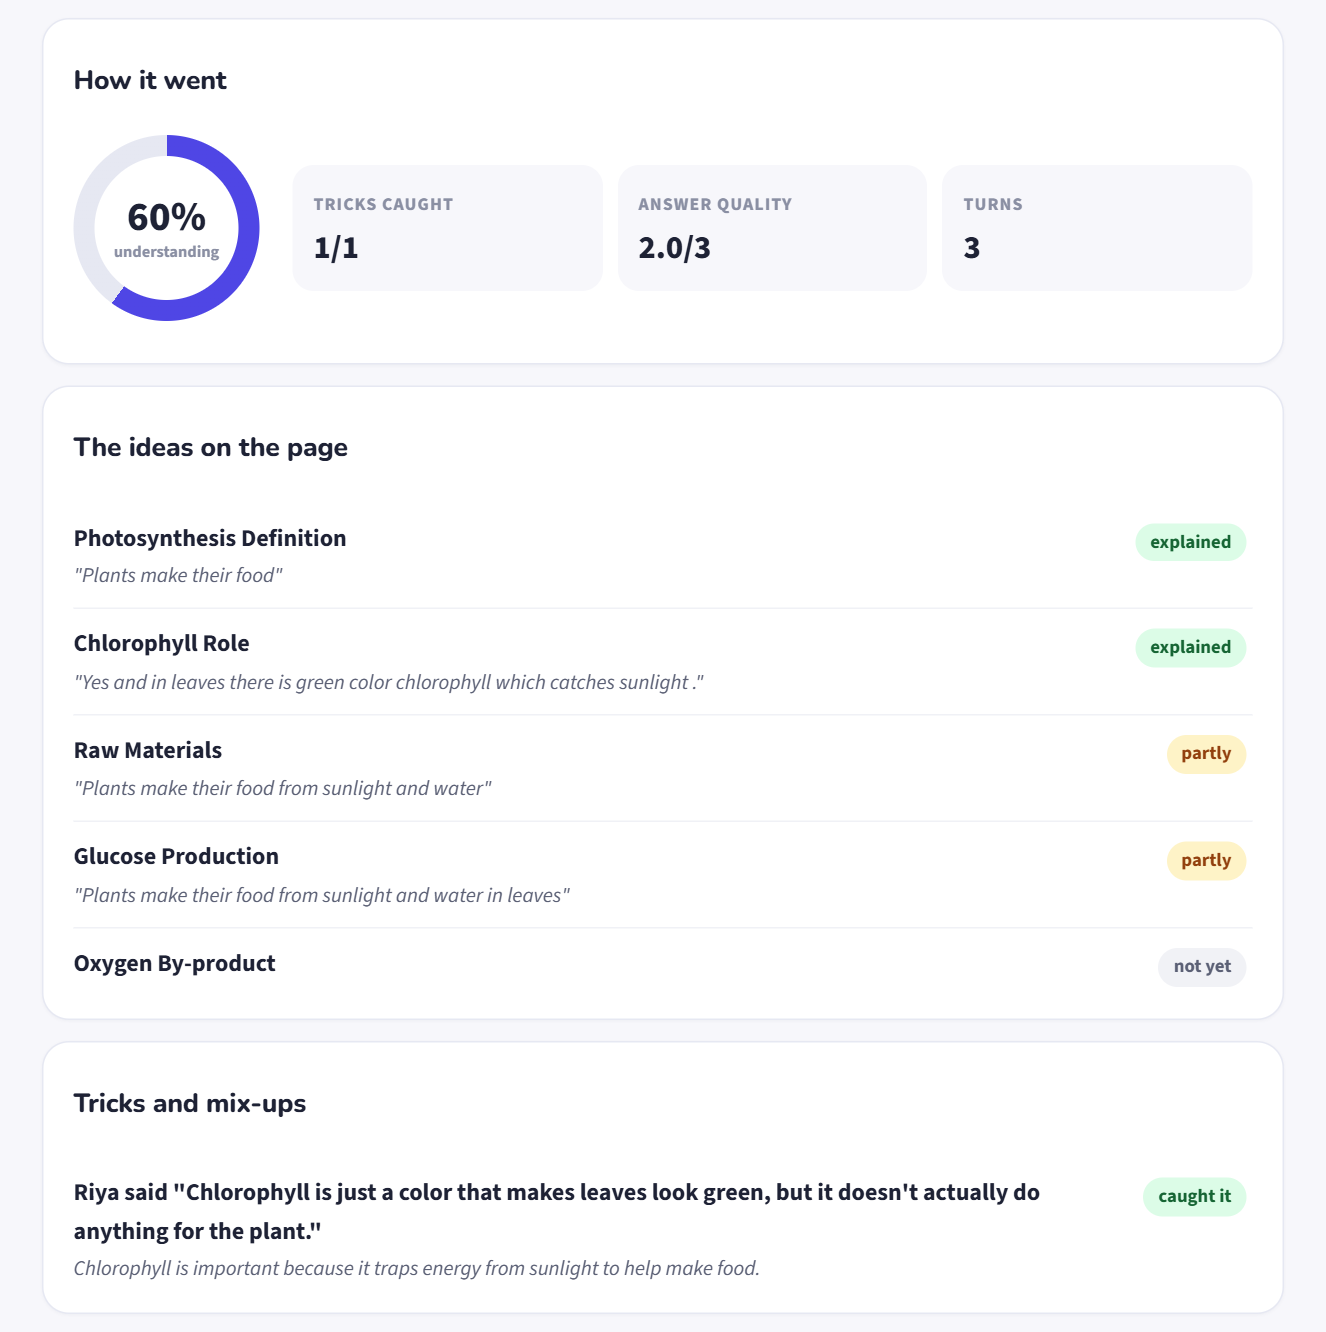 How it went
60%
understanding
TRICKS CAUGHT
1/1
ANSWER QUALITY
2.0/3
TURNS
3
The ideas on the page
Photosynthesis Definition
explained
"Plants make their food"
Chlorophyll Role
explained
"Yes and in leaves there is green color chlorophyll which catches sunlight ."
Raw Materials
partly
"Plants make their food from sunlight and water"
Glucose Production
partly
"Plants make their food from sunlight and water in leaves"
Oxygen By-product
not yet
Tricks and mix-ups
Riya said "Chlorophyll is just a color that makes leaves look green, but it doesn't actually do
anything for the plant."
caught it
Chlorophyll is important because it traps energy from sunlight to help make food.